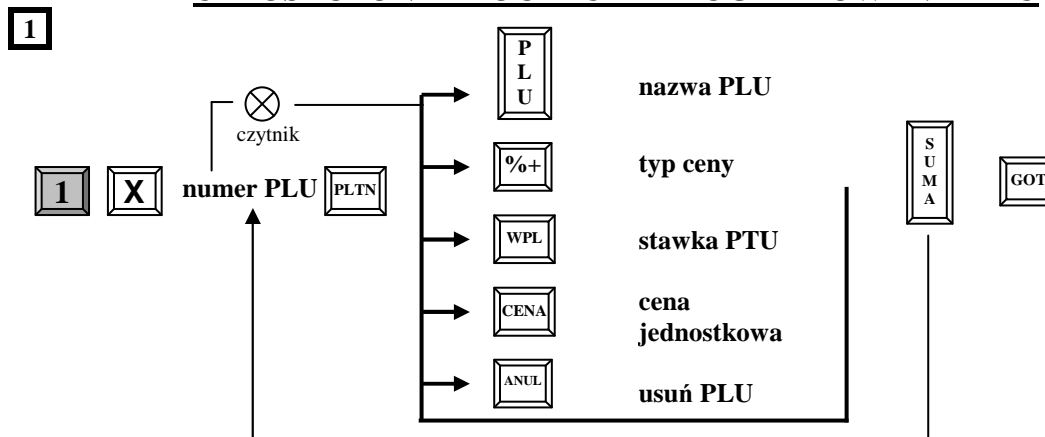 1
P
L
U
nazwa PLU
czytnik
%+
typ ceny
S
U
M
A
1
X
numer PLU
PLTN
GOT
WPL
stawka PTU
CENA
cena
jednostkowa
ANUL
usuń PLU